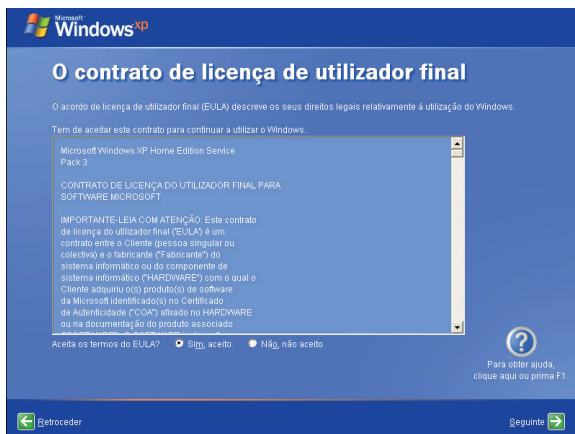 Microsoft
Windows xp
O contrato de licença de utilizador final
O acordo de licença de utilizador final (EULA) descreve os seus direitos legais relativamente à utilização do Windows.
Tem de aceitar este contrato para continuar a utilizar o Windows.
Microsoft Windows XP Home Edition Service
Pack 3
CONTRATO DE LICENÇA DO UTILIZADOR FINAL PARA
SOFTWARE MICROSOFT
IMPORTANTE-LEIA COM ATENÇÃO: Este contrato
de licença do utilizador final ('EULA') é um
contrato entre o Cliente (pessoa singular ou
colectiva) e o fabricante ("Fabricante") do
sistema informático ou do componente de
sistema informático ("HARDWARE") com o qual o
Cliente adquiriu o(s) produto(s) de software
da Microsoft identificado(s) no Certificado
de Autenticidade ("COA") afixado no HARDWARE
ou na documentação do produto associado
Aceita os termos do EULA? Sim, aceito. Não, não aceito
Para obter ajuda,
clique aqui ou prima F1.
Retroceder
Seguinte